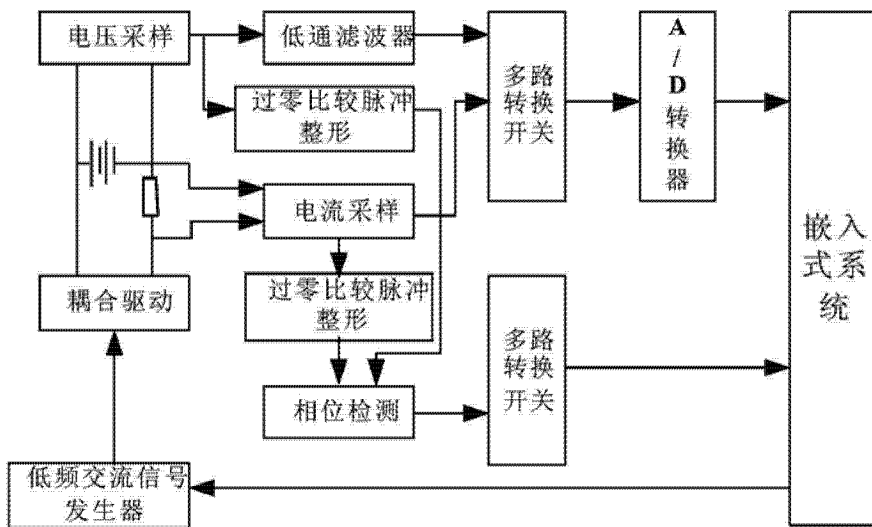 电压采样
低通滤波器
多路
转换
开关
A
/
D
转
换
器
过零比较脉冲
整形
电流采样
嵌入
式系
统
耦合驱动
过零比较脉冲
整形
多路
转换
开关
相位检测
低频交流信号
发生器